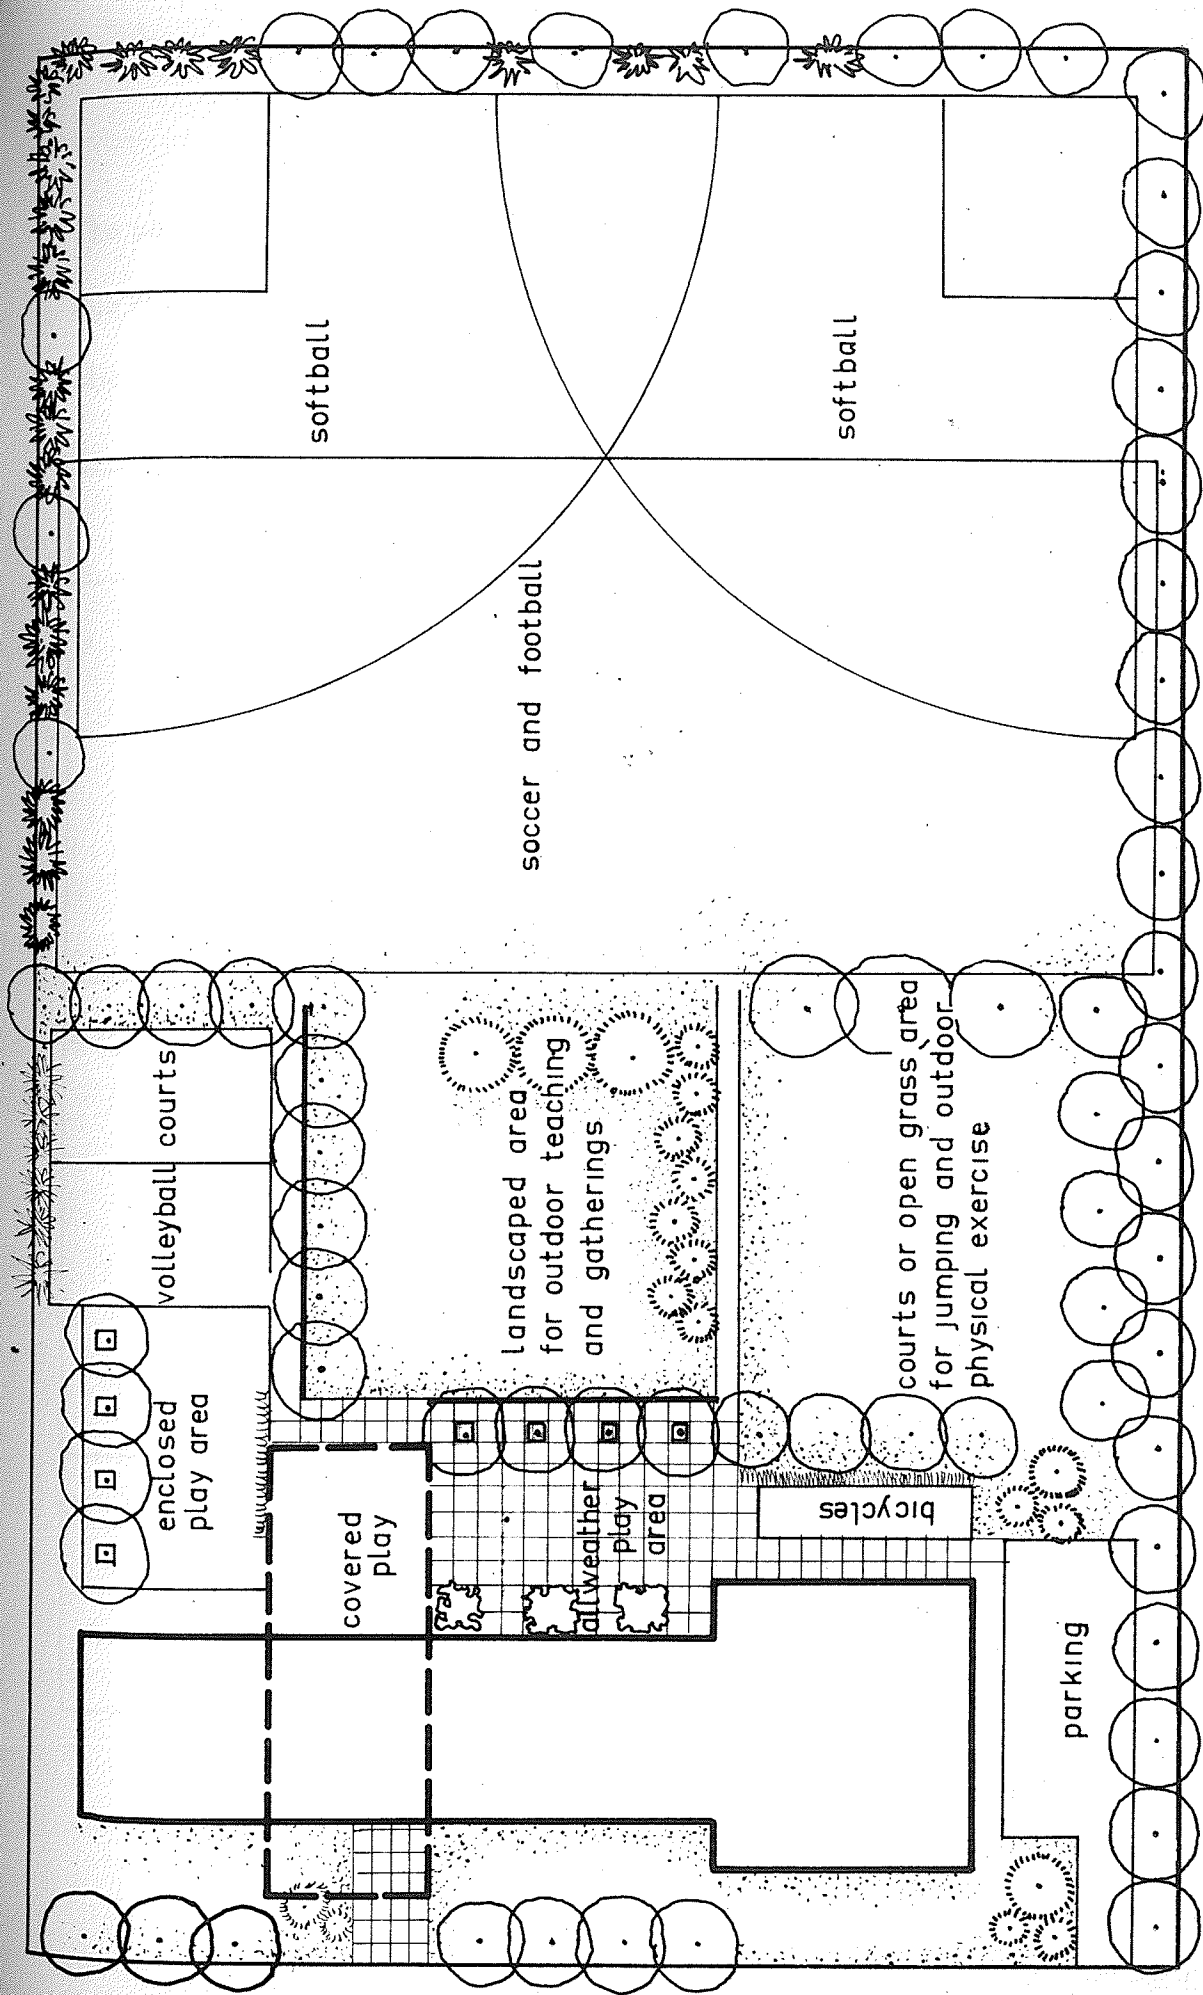 softball
softball
soccer and football
volleyball courts
landscaped area
for outdoor teaching
and gatherings
courts or open grass area
for jumping and outdoor
physical exercise
enclosed
play area
covered
play
allweather
play
area
bicycles
parking